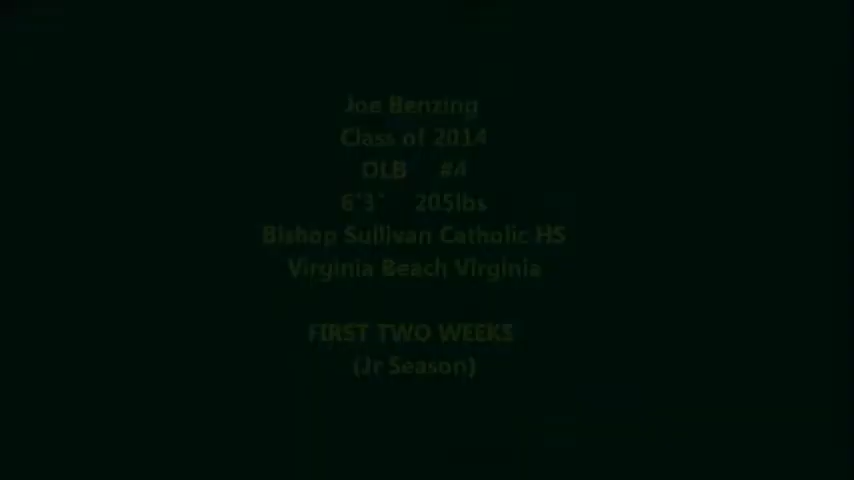 Joe Benzing
Class of 2014
OLB #4
6'3" 205lbs
Bishop Sullivan Catholic HS
Virginia Beach Virginia
FIRST TWO WEEKS
(Jr Season)